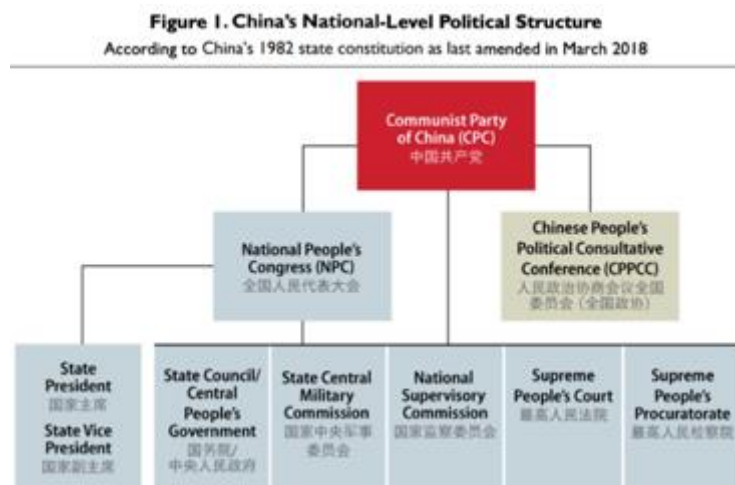 Figure 1. China's National-Level Political Structure
According to China's 1982 state constitution as last amended in March 2018
Communist Party
of China (CPC)
中国共产党
National People's
Congress (NPC)
全国人民代表大会
Chinese People's
Political Consultative
Conference (CPPCC)
人民政治协商会议全国
委员会（全国政协）
State
President
国家主席
State Vice
President
国家副主席
State Council/
Central
People's
Government
国务院/
中央人民政府
State Central
Military
Commission
国家中央军事
委员会
National
Supervisory
Commission
国家监察委员会
Supreme
People's Court
最高人民法院
Supreme
People's
Procuratorate
最高人民检察院